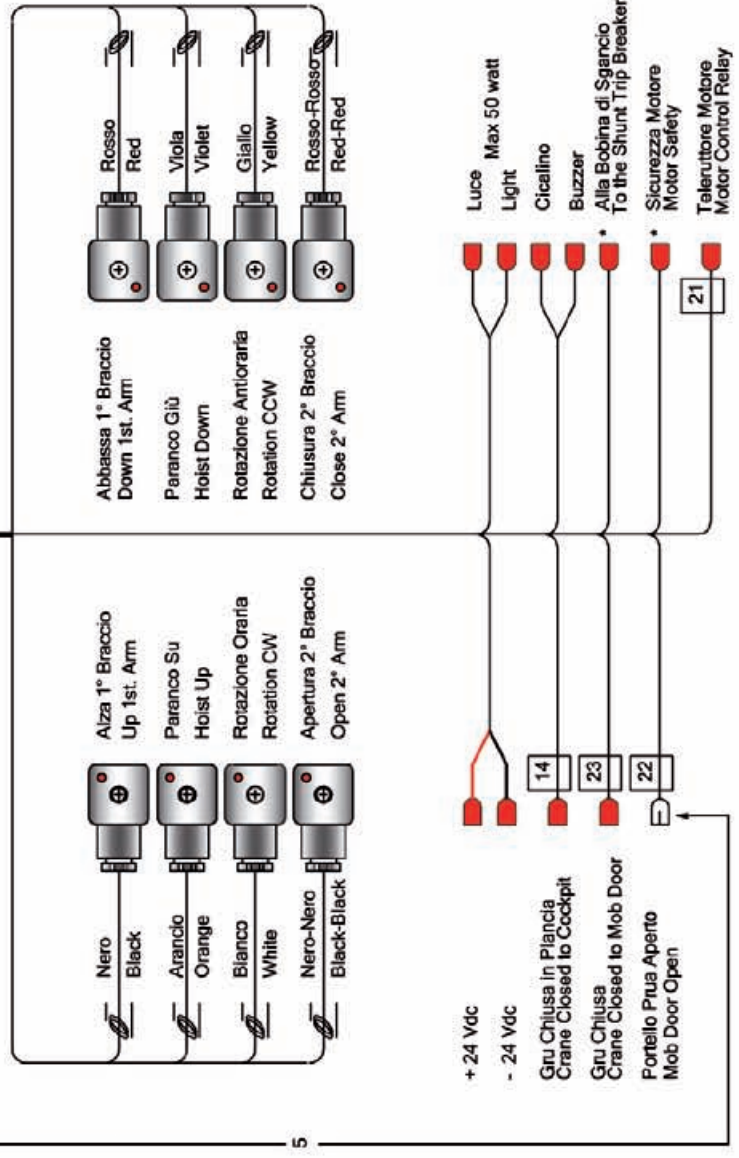 Nero
Black
Alza 1° Braccio
Up 1st. Arm
Arancio
Orange
Paranco Su
Hoist Up
Bianco
White
Rotazione Oraria
Rotation CW
Nero-Nero
Black-Black
Apertura 2° Braccio
Open 2° Arm
Abbassa 1° Braccio
Down 1st. Arm
Rosso
Red
Paranco Giù
Hoist Down
Viola
Violet
Rotazione Antioraria
Rotation CCW
Giallo
Yellow
Chiusura 2° Braccio
Close 2° Arm
Rosso-Rosso
Red-Red
+ 24 Vdc
- 24 Vdc
Gru Chiusa in Plancia
Crane Closed to Cockpit
14
Gru Chiusa
Crane Closed to Mob Door
23
Portello Prua Aperto
Mob Door Open
22
Luce
Light
Max 50 watt
Cicalino
Buzzer
* Alla Bobina di Sgancio
To the Shunt Trip Breaker
* Sicurezza Motore
Motor Safety
21
Teleruttore Motore
Motor Control Relay
5